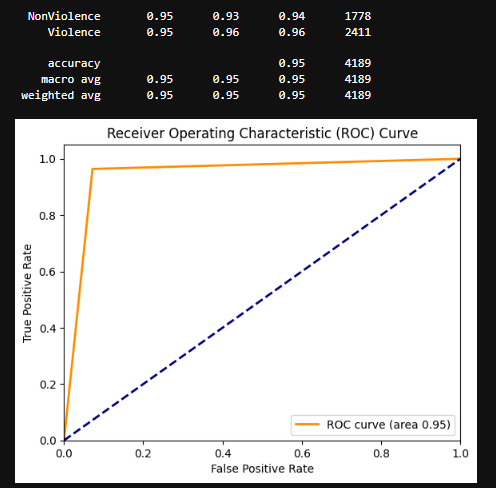 NonViolence 0.95 0.93 0.94 1778
Violence 0.95 0.96 0.96 2411
accuracy 0.95 4189
macro avg 0.95 0.95 0.95 4189
weighted avg 0.95 0.95 0.95 4189
Receiver Operating Characteristic (ROC) Curve
1.0
0.8
0.6
0.4
0.2
0.0
True Positive Rate
ROC curve (area 0.95)
0.0 0.2 0.4 0.6 0.8 1.0
False Positive Rate